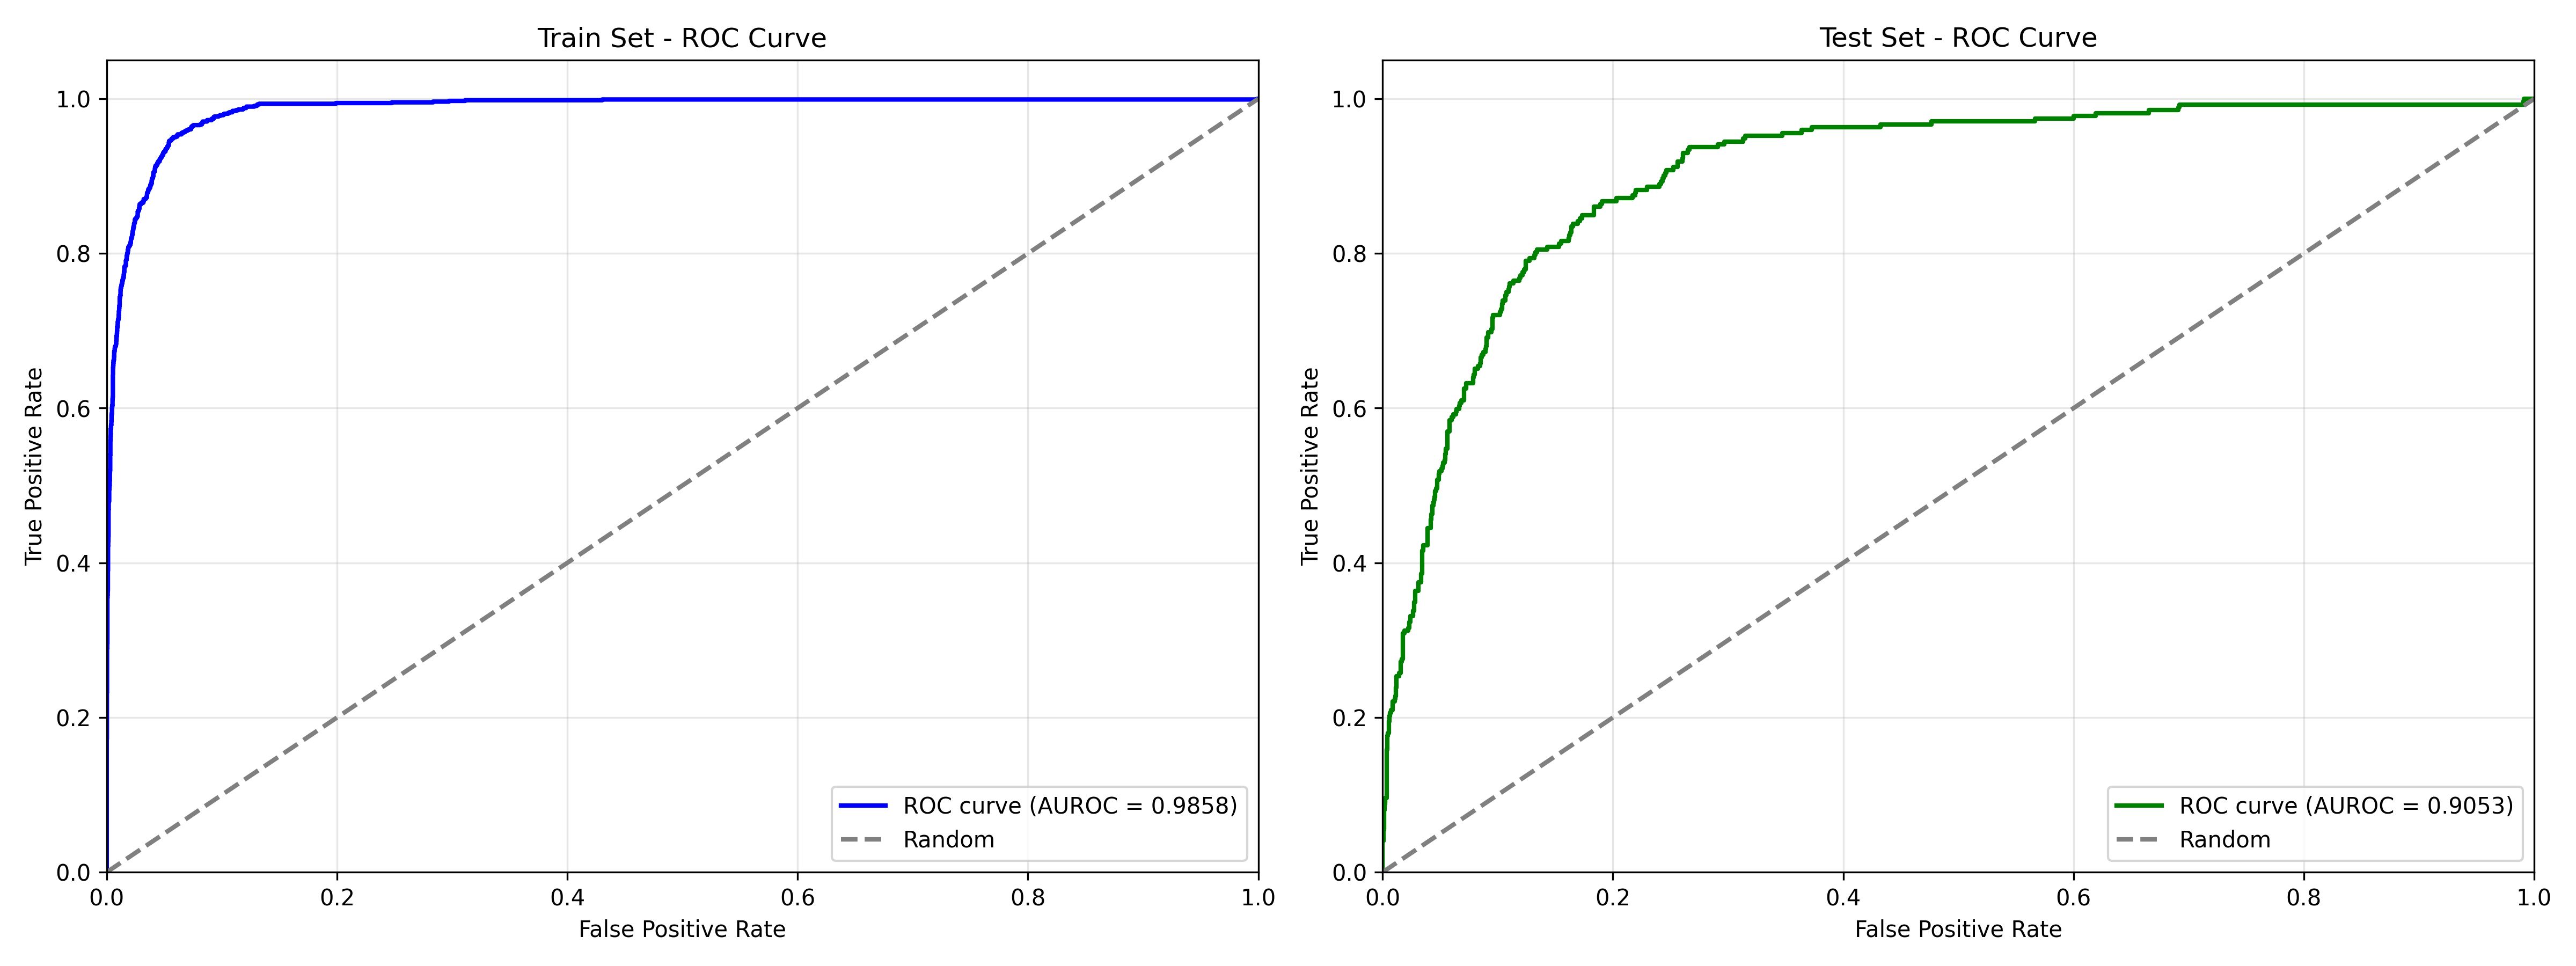 Train Set - ROC Curve
True Positive Rate
1.0
0.8
0.6
0.4
0.2
0.0
ROC curve (AUROC = 0.9858)
Random
0.0 0.2 0.4 0.6 0.8 1.0
False Positive Rate
Test Set - ROC Curve
True Positive Rate
1.0
0.8
0.6
0.4
0.2
0.0
ROC curve (AUROC = 0.9053)
Random
0.0 0.2 0.4 0.6 0.8 1.0
False Positive Rate